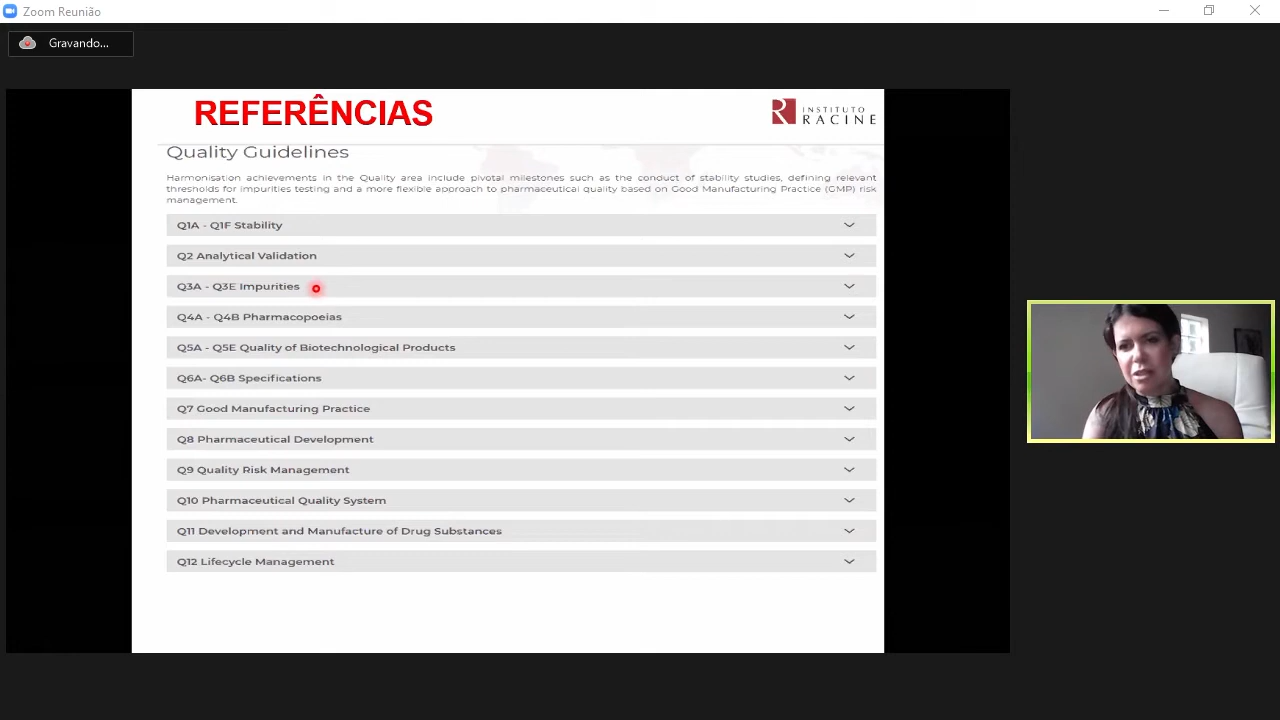 Zoom Reunião
Gravando...
REFERÊNCIAS
INSTITUTO
RACINE
Quality Guidelines
Harmonisation achievements in the Quality area include pivotal milestones such as the conduct of stability studies, defining relevant
thresholds for impurities testing and a more flexible approach to pharmaceutical quality based on Good Manufacturing Practice (GMP) risk
management.
Q1A - Q1F Stability
Q2 Analytical Validation
Q3A - Q3E Impurities
Q4A - Q4B Pharmacopoeias
Q5A - Q5E Quality of Biotechnological Products
Q6A- Q6B Specifications
Q7 Good Manufacturing Practice
Q8 Pharmaceutical Development
Q9 Quality Risk Management
Q10 Pharmaceutical Quality System
Q11 Development and Manufacture of Drug Substances
Q12 Lifecycle Management